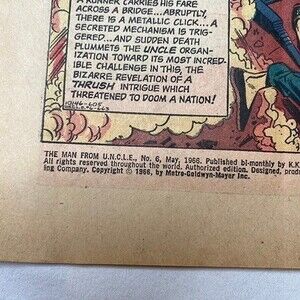 A RUNNER CARRIES HIS FARE
ACROSS A BRIDGE... ABRUPTLY,
THERE IS A METALLIC CLICK... A
SECRETED MECHANISM IS TRIG-
GERED...AND SUDDEN DEATH
PLUMMETS THE UNCLE ORGAN-
IZATION TOWARD ITS MOST INCRED-
IBLE CHALLENGE IN THIS, THE
BIZARRE REVELATION OF A
THRUSH INTRIGUE WHICH
THREATENED TO DOOM A NATION!
10146-605
THE MAN FROM U.N.C.L.E., No. 6, May, 1966. Published bi-monthly by K.K.
All rights reserved throughout the world. Authorized edition. Designed, produc
ing Company. Copyright © 1966, by Metro-Goldwyn-Mayer Inc.